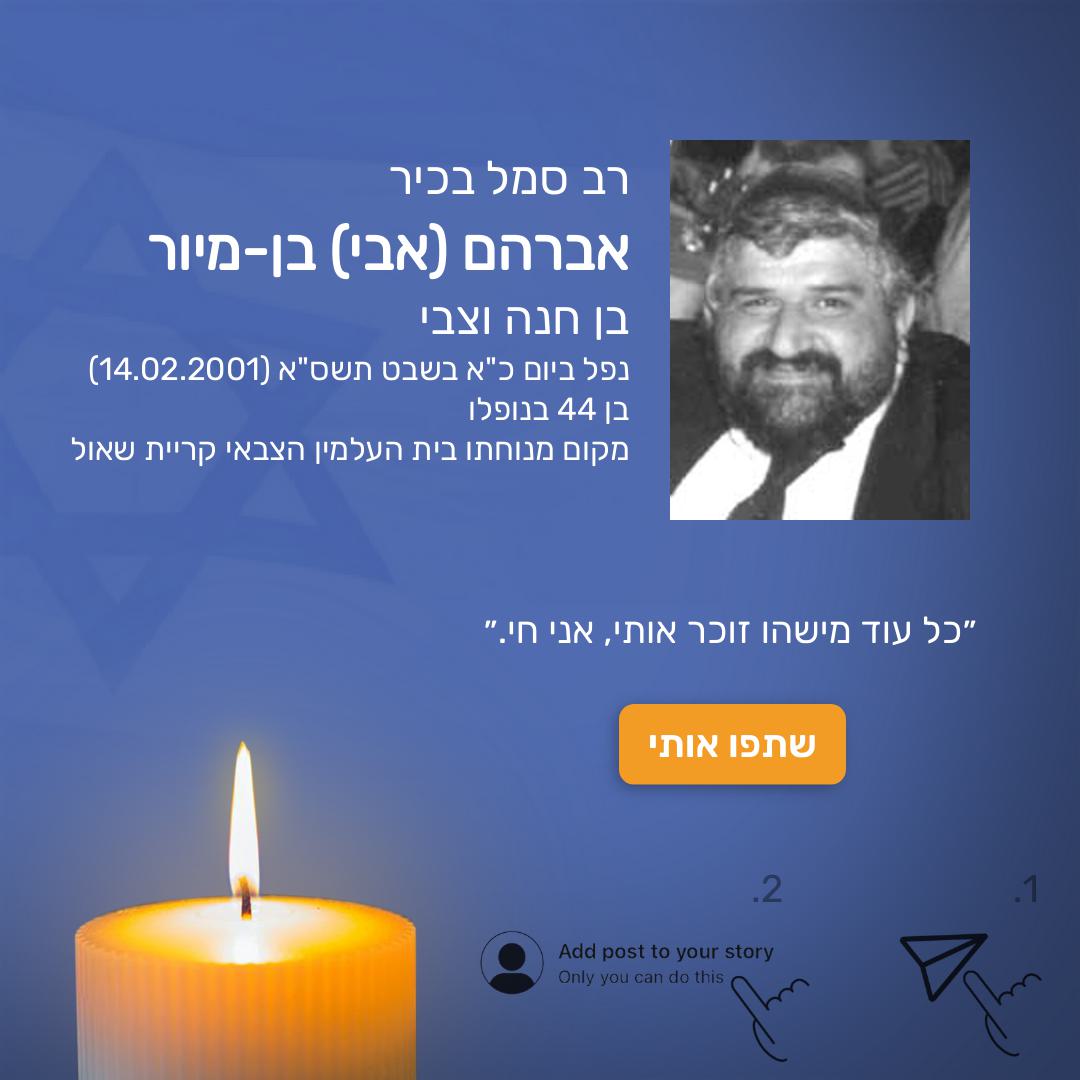 רב סמל בכיר
אברהם (אבי) בן-מיור
בן חנה וצבי
נפל ביום כ"א בשבט תשס"א (14.02.2001)
בן 44 בנופלו
מקום מנוחתו בית העלמין הצבאי קריית שאול
״כל עוד מישהו זוכר אותי, אני חי.״
שתפו אותי
.1
.2
Add post to your story
Only you can do this